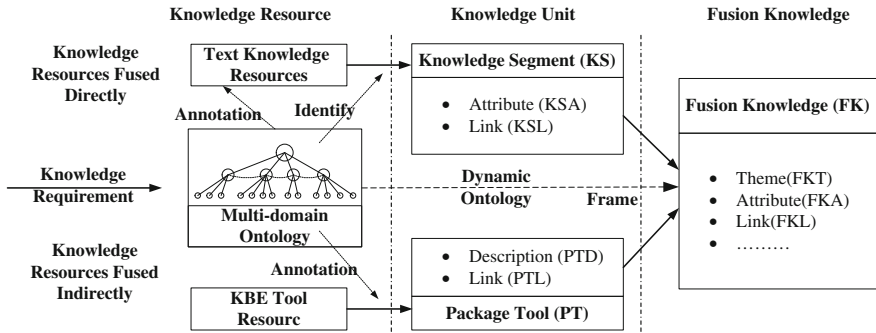 Knowledge Resource
Knowledge Unit
Fusion Knowledge
Knowledge
Resources Fused
Directly
Text Knowledge
Resources
Knowledge Segment (KS)
• Attribute (KSA)
• Link (KSL)
Annotation
Identify
Fusion Knowledge (FK)
• Theme(FKT)
• Attribute(FKA)
• Link(FKL)
• ………
Knowledge
Requirement
Multi-domain
Ontology
Dynamic
Ontology
Frame
Knowledge
Resources Fused
Indirectly
Annotation
• Description (PTD)
• Link (PTL)
Package Tool (PT)
KBE Tool
Resourc